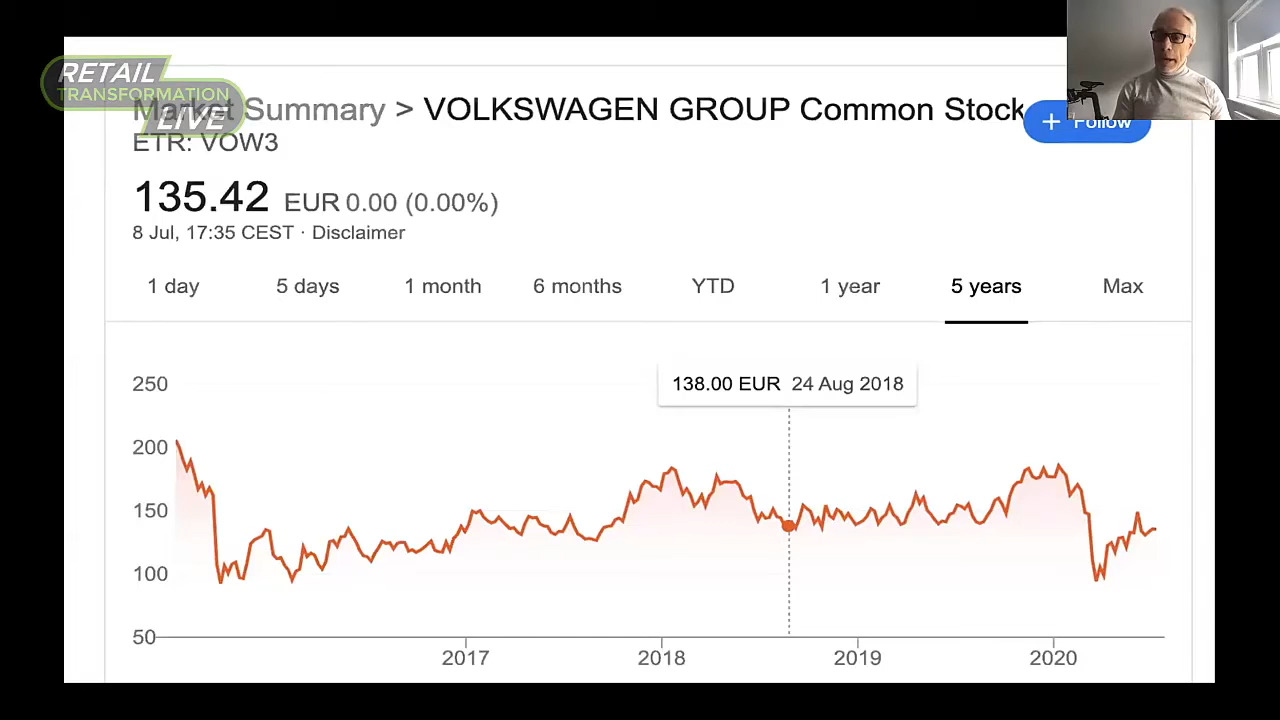 RETAIL
TRANSFORMATION
LIVE
Market Summary > VOLKSWAGEN GROUP Common Stock
+ Follow
ETR: VOW3
135.42 EUR 0.00 (0.00%)
8 Jul, 17:35 CEST · Disclaimer
1 day 5 days 1 month 6 months YTD 1 year 5 years Max
138.00 EUR 24 Aug 2018
250
200
150
100
50
2017 2018 2019 2020